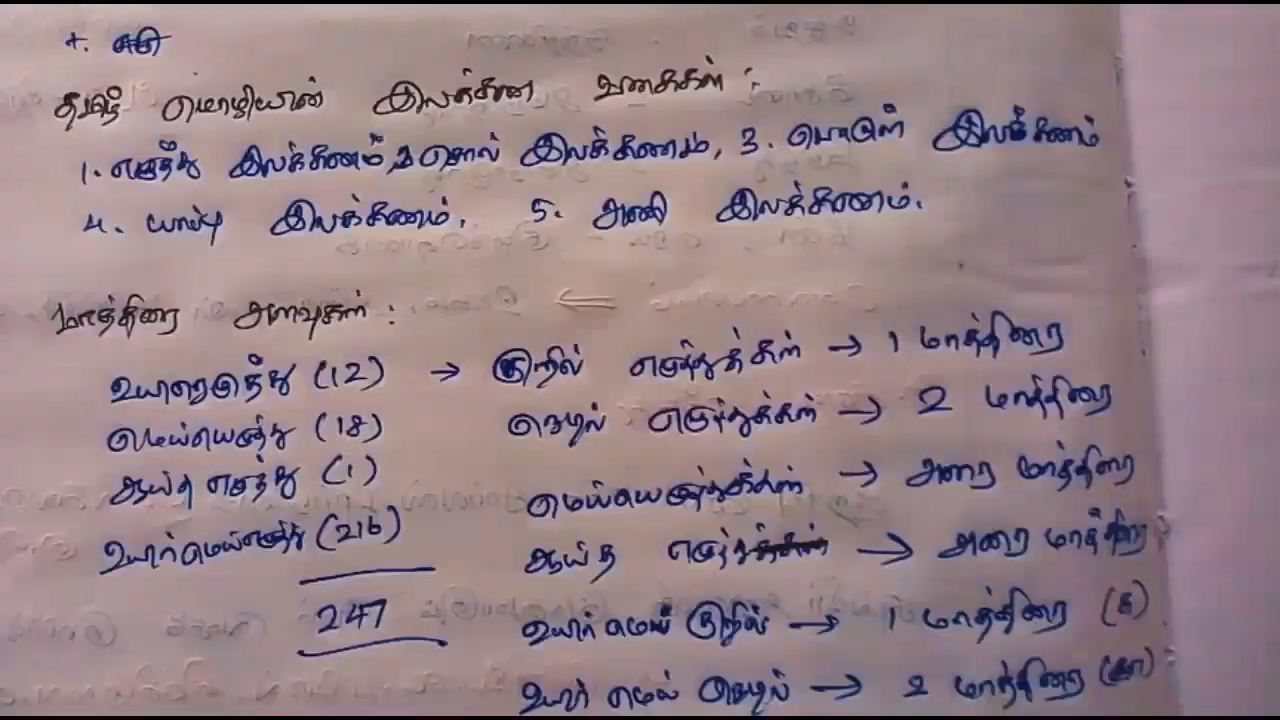 தமிழ் மொழியின் இலக்கண வகைகள் :
1. எழுத்து இலக்கணம், 2 சொல் இலக்கணம், 3. பொருள் இலக்கணம்
4. யாப்பு இலக்கணம், 5. அணி இலக்கணம்.
மாத்திரை அளவுகள் :
உயிரெழுத்து (12) → குறில் எழுத்துக்கள் → 1 மாத்திரை
மெய்யெழுத்து (18) நெடில் எழுத்துக்கள் → 2 மாத்திரை
ஆய்த எழுத்து (1) மெய்யெழுத்துக்கள் → அரை மாத்திரை
உயிர்மெய்எழுத்து (216) ஆய்த எழுத்து → அரை மாத்திரை
247 உயிர் மெய் குறில் → 1 மாத்திரை (க)
உயிர் மெய் நெடில் → 2 மாத்திரை (கா)